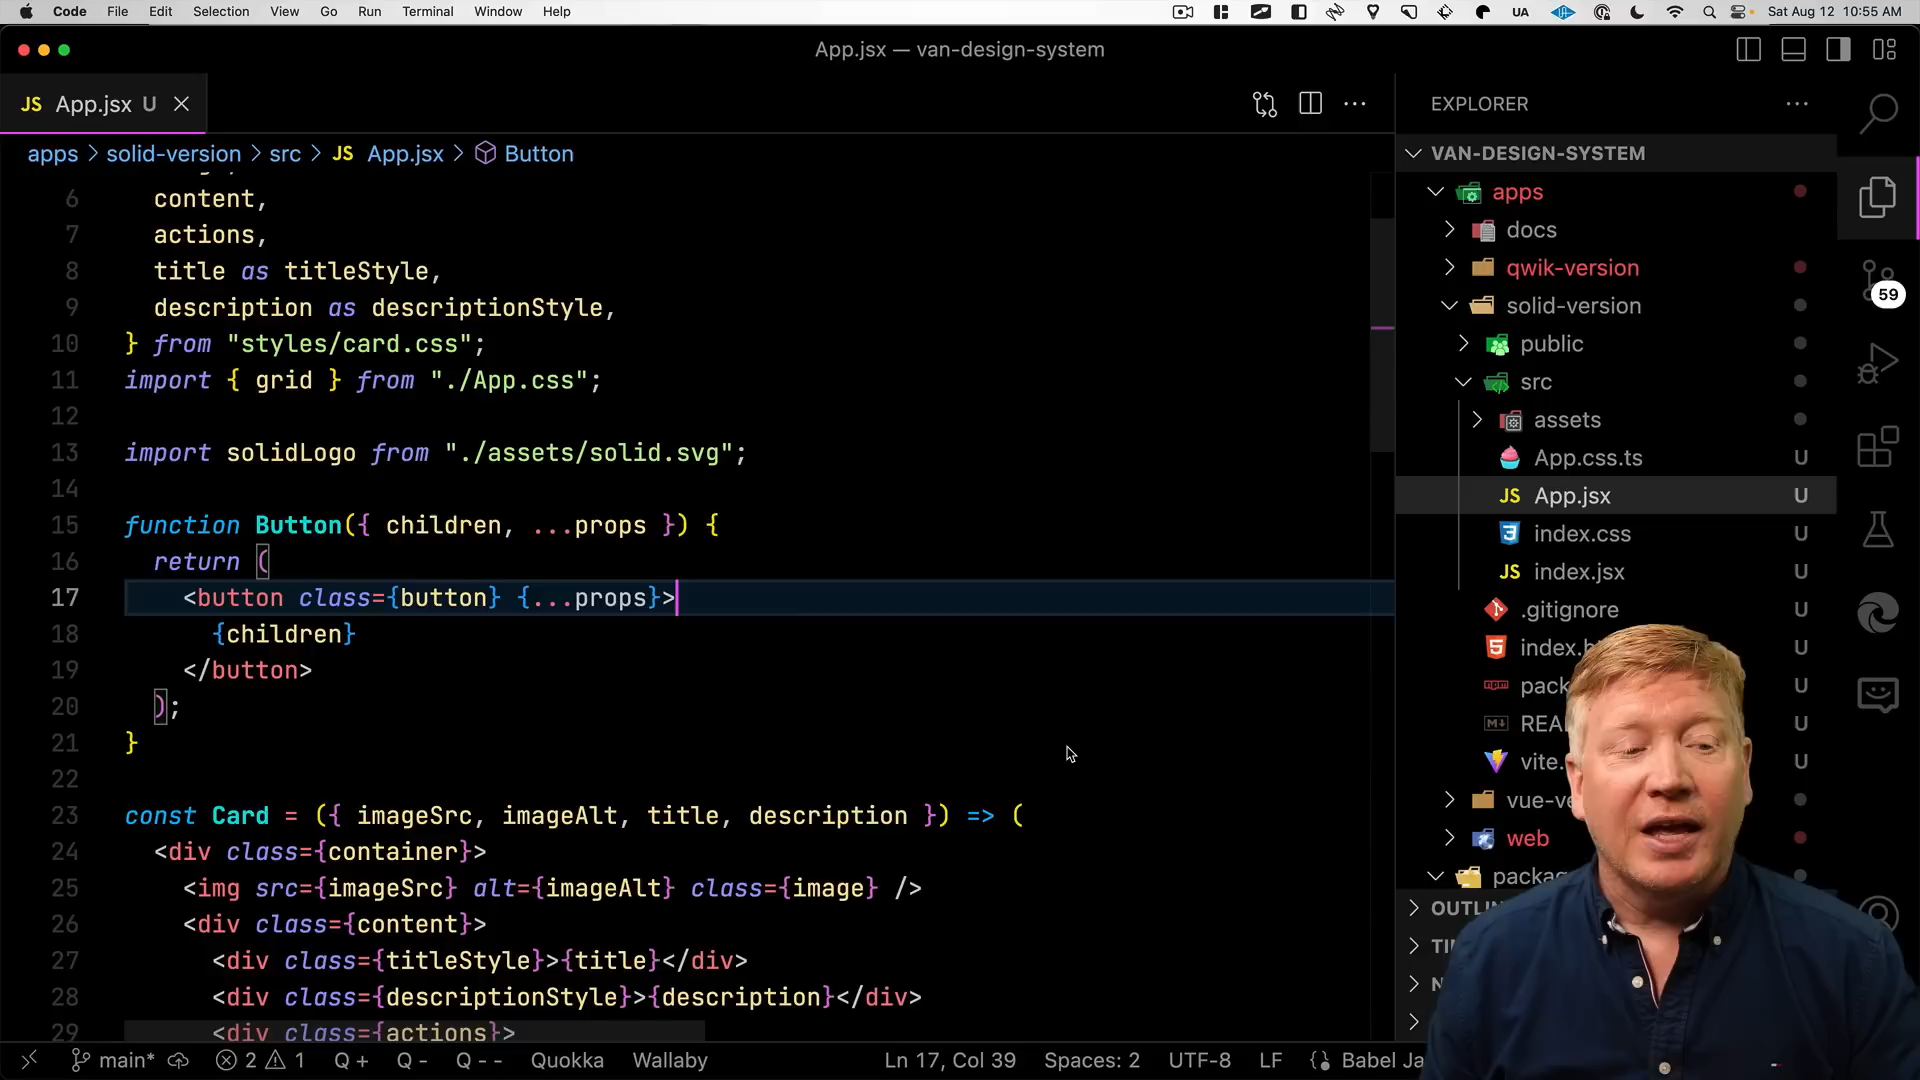 Code File Edit Selection View Go Run Terminal Window Help UA Sat Aug 12 10:55 AM
App.jsx — van-design-system
JS App.jsx U
apps > solid-version > src > JS App.jsx > Button
6 content,
7 actions,
8 title as titleStyle,
9 description as descriptionStyle,
10 } from "styles/card.css";
11 import { grid } from "./App.css";
12
13 import solidLogo from "./assets/solid.svg";
14
15 function Button({ children, ...props }) {
16 return (
17 <button class={button} {...props}>
18 {children}
19 </button>
20 );
21 }
22
23 const Card = ({ imageSrc, imageAlt, title, description }) => (
24 <div class={container}>
25 <img src={imageSrc} alt={imageAlt} class={image} />
26 <div class={content}>
27 <div class={titleStyle}>{title}</div>
28 <div class={descriptionStyle}>{description}</div>
29 <div class={actions}>
EXPLORER
VAN-DESIGN-SYSTEM
apps
docs
qwik-version
solid-version
public
src
assets
App.css.ts U
JS App.jsx U
index.css U
JS index.jsx U
.gitignore U
U
U
U
U
web
59
main* 2 1 Q + Q - Q -- Quokka Wallaby Ln 17, Col 39 Spaces: 2 UTF-8 LF Babel